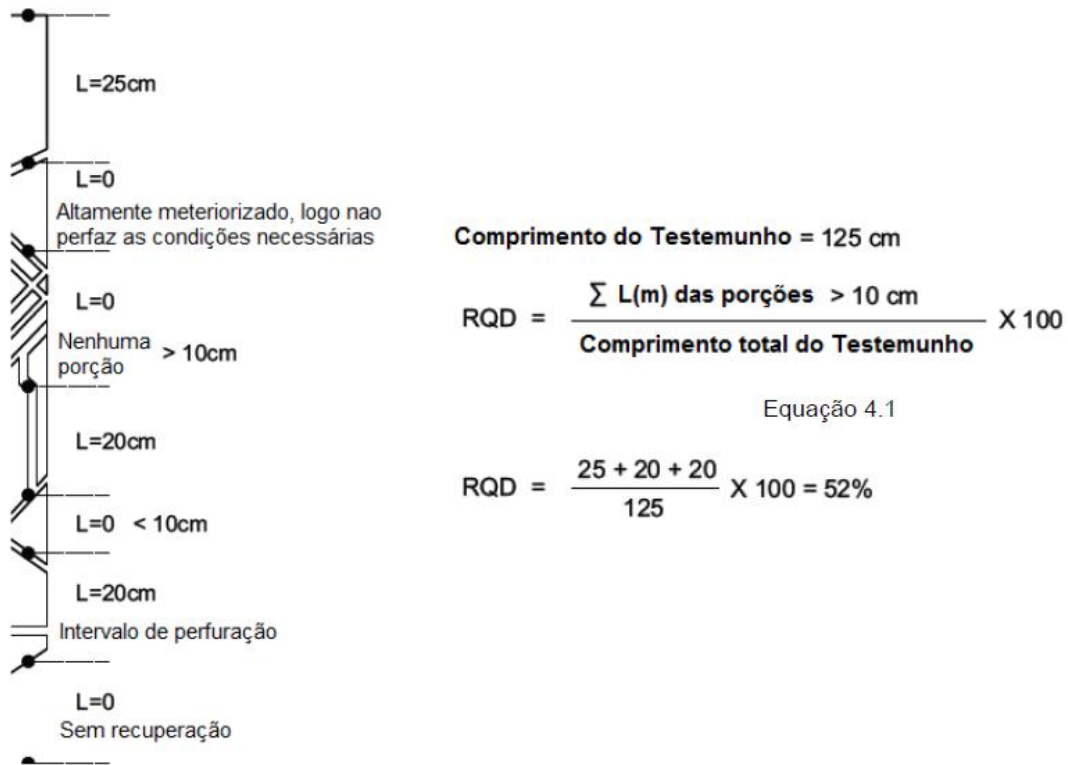 L=25cm
L=0
Altamente meteriorizado, logo nao
perfaz as condições necessárias
L=0
Nenhuma
porção > 10cm
L=20cm
L=0 < 10cm
L=20cm
Intervalo de perfuração
L=0
Sem recuperação
Comprimento do Testemunho = 125 cm
RQD = ∑ L(m) das porções > 10 cm / Comprimento total do Testemunho X 100
Equação 4.1
RQD = 25 + 20 + 20 / 125 X 100 = 52%